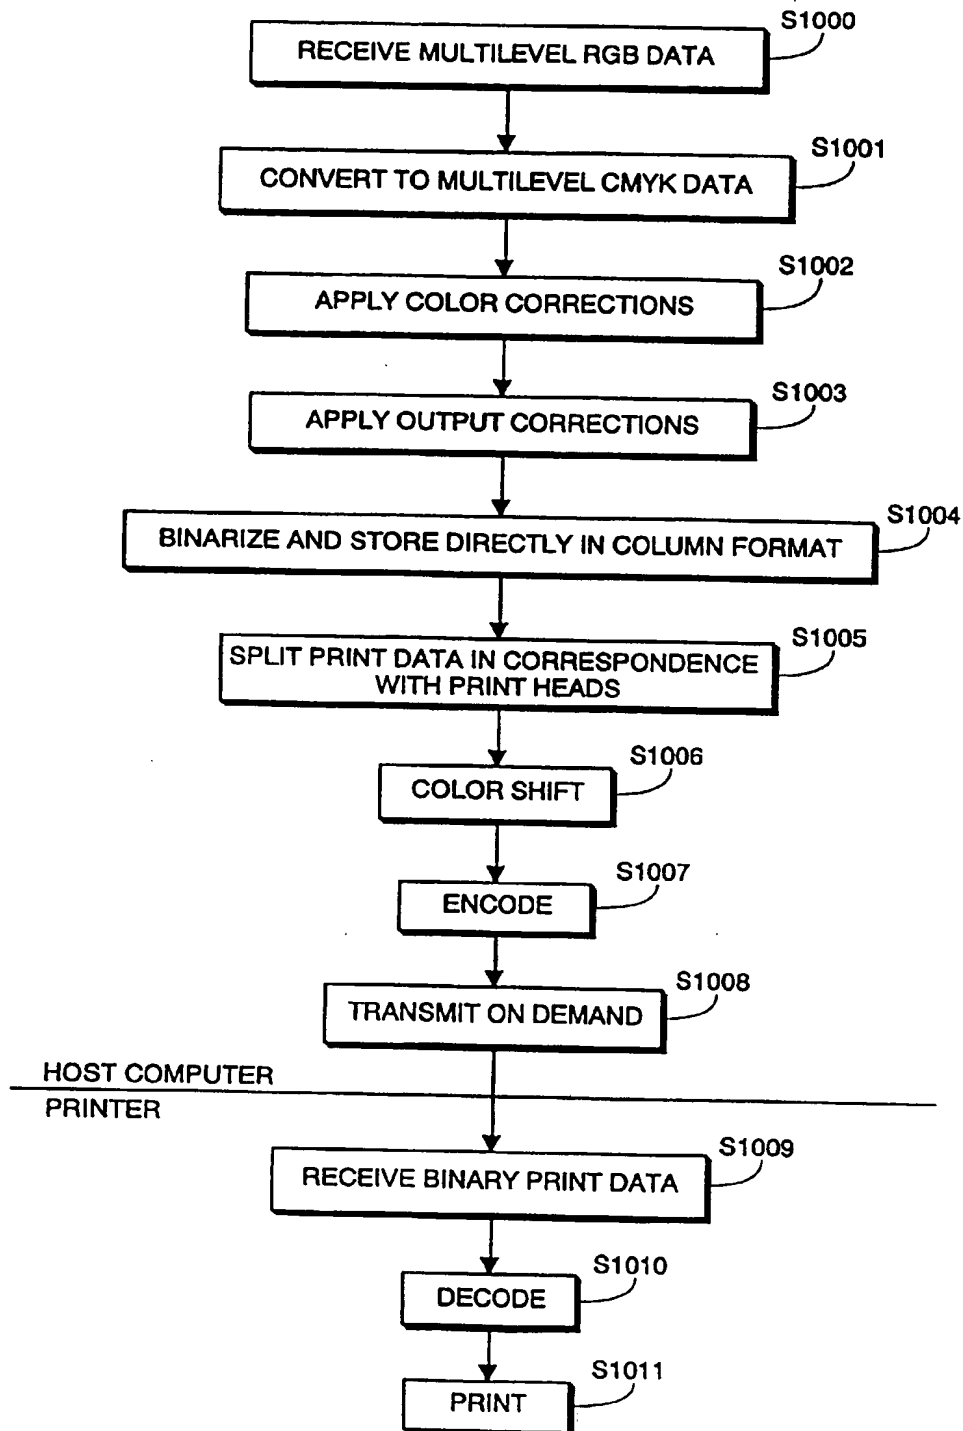 S1000
RECEIVE MULTILEVEL RGB DATA
S1001
CONVERT TO MULTILEVEL CMYK DATA
S1002
APPLY COLOR CORRECTIONS
S1003
APPLY OUTPUT CORRECTIONS
S1004
BINARIZE AND STORE DIRECTLY IN COLUMN FORMAT
S1005
SPLIT PRINT DATA IN CORRESPONDENCE
WITH PRINT HEADS
S1006
COLOR SHIFT
S1007
ENCODE
S1008
TRANSMIT ON DEMAND
HOST COMPUTER
PRINTER
S1009
RECEIVE BINARY PRINT DATA
S1010
DECODE
S1011
PRINT